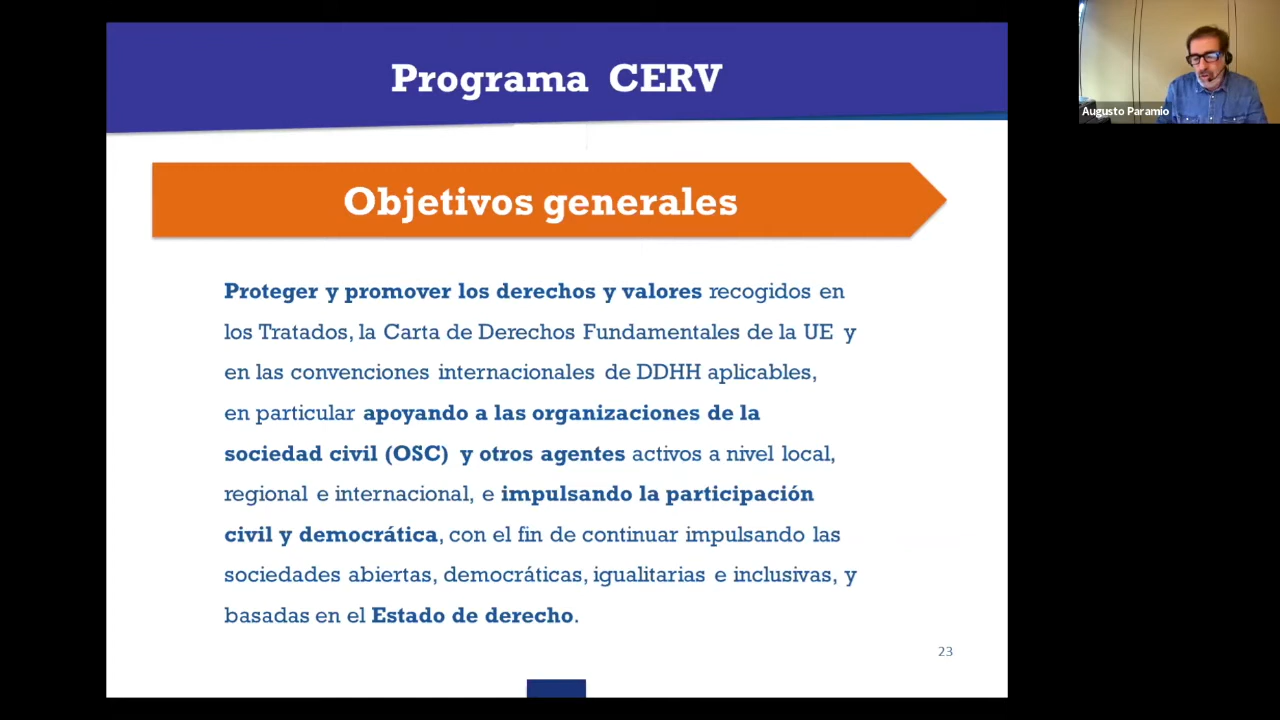 Programa CERV
Augusto Paramio
Objetivos generales
Proteger y promover los derechos y valores recogidos en
los Tratados, la Carta de Derechos Fundamentales de la UE y
en las convenciones internacionales de DDHH aplicables,
en particular apoyando a las organizaciones de la
sociedad civil (OSC) y otros agentes activos a nivel local,
regional e internacional, e impulsando la participación
civil y democrática, con el fin de continuar impulsando las
sociedades abiertas, democráticas, igualitarias e inclusivas, y
basadas en el Estado de derecho.
23